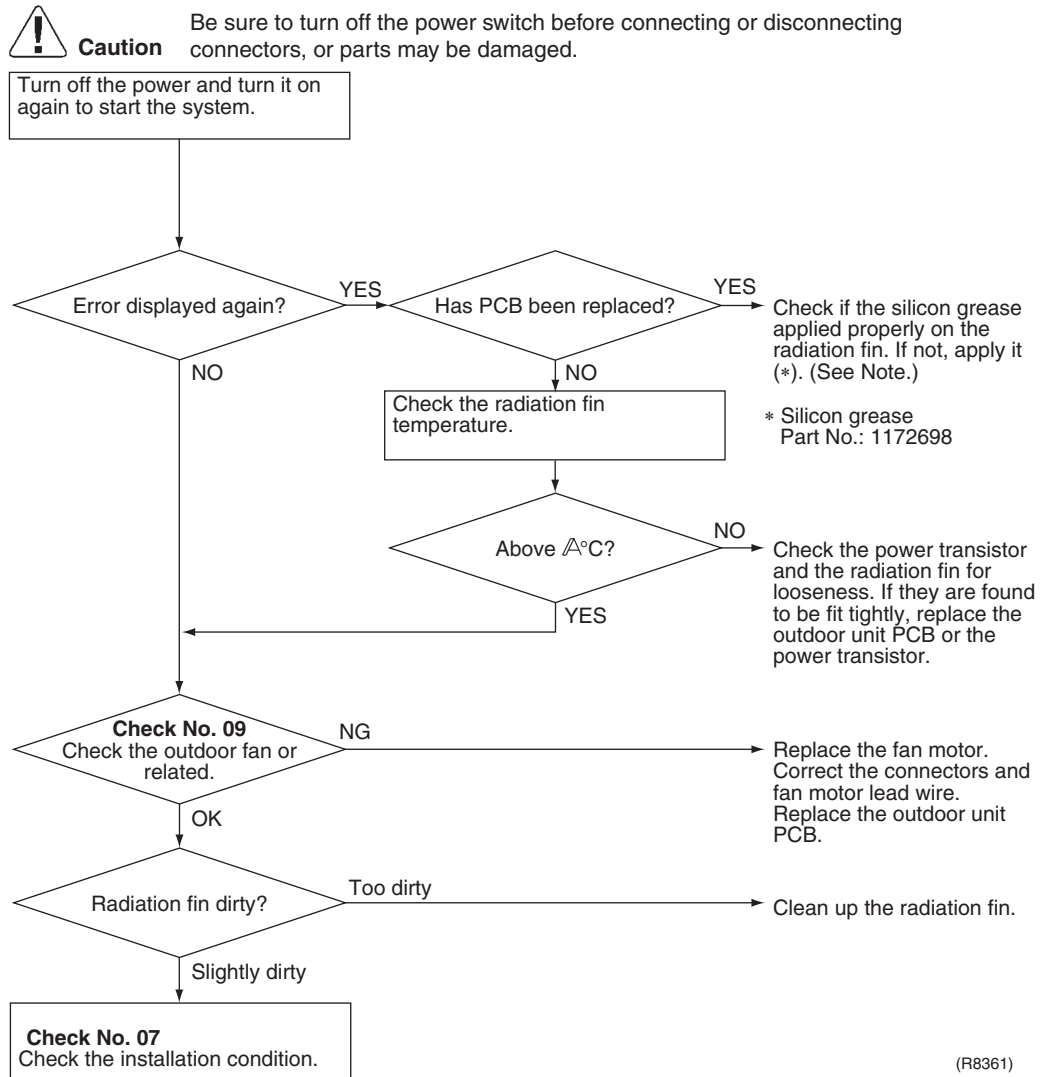 Be sure to turn off the power switch before connecting or disconnecting
Caution connectors, or parts may be damaged.
Turn off the power and turn it on
again to start the system.
Error displayed again?
YES
Has PCB been replaced?
YES
Check if the silicon grease
applied properly on the
radiation fin. If not, apply it
(∗). (See Note.)
∗ Silicon grease
Part No.: 1172698
NO
NO
Check the radiation fin
temperature.
Above 𝔸°C?
NO
Check the power transistor
and the radiation fin for
looseness. If they are found
to be fit tightly, replace the
outdoor unit PCB or the
power transistor.
YES
Check No. 09
Check the outdoor fan or
related.
NG
Replace the fan motor.
Correct the connectors and
fan motor lead wire.
Replace the outdoor unit
PCB.
OK
Radiation fin dirty?
Too dirty
Clean up the radiation fin.
Slightly dirty
Check No. 07
Check the installation condition.
(R8361)